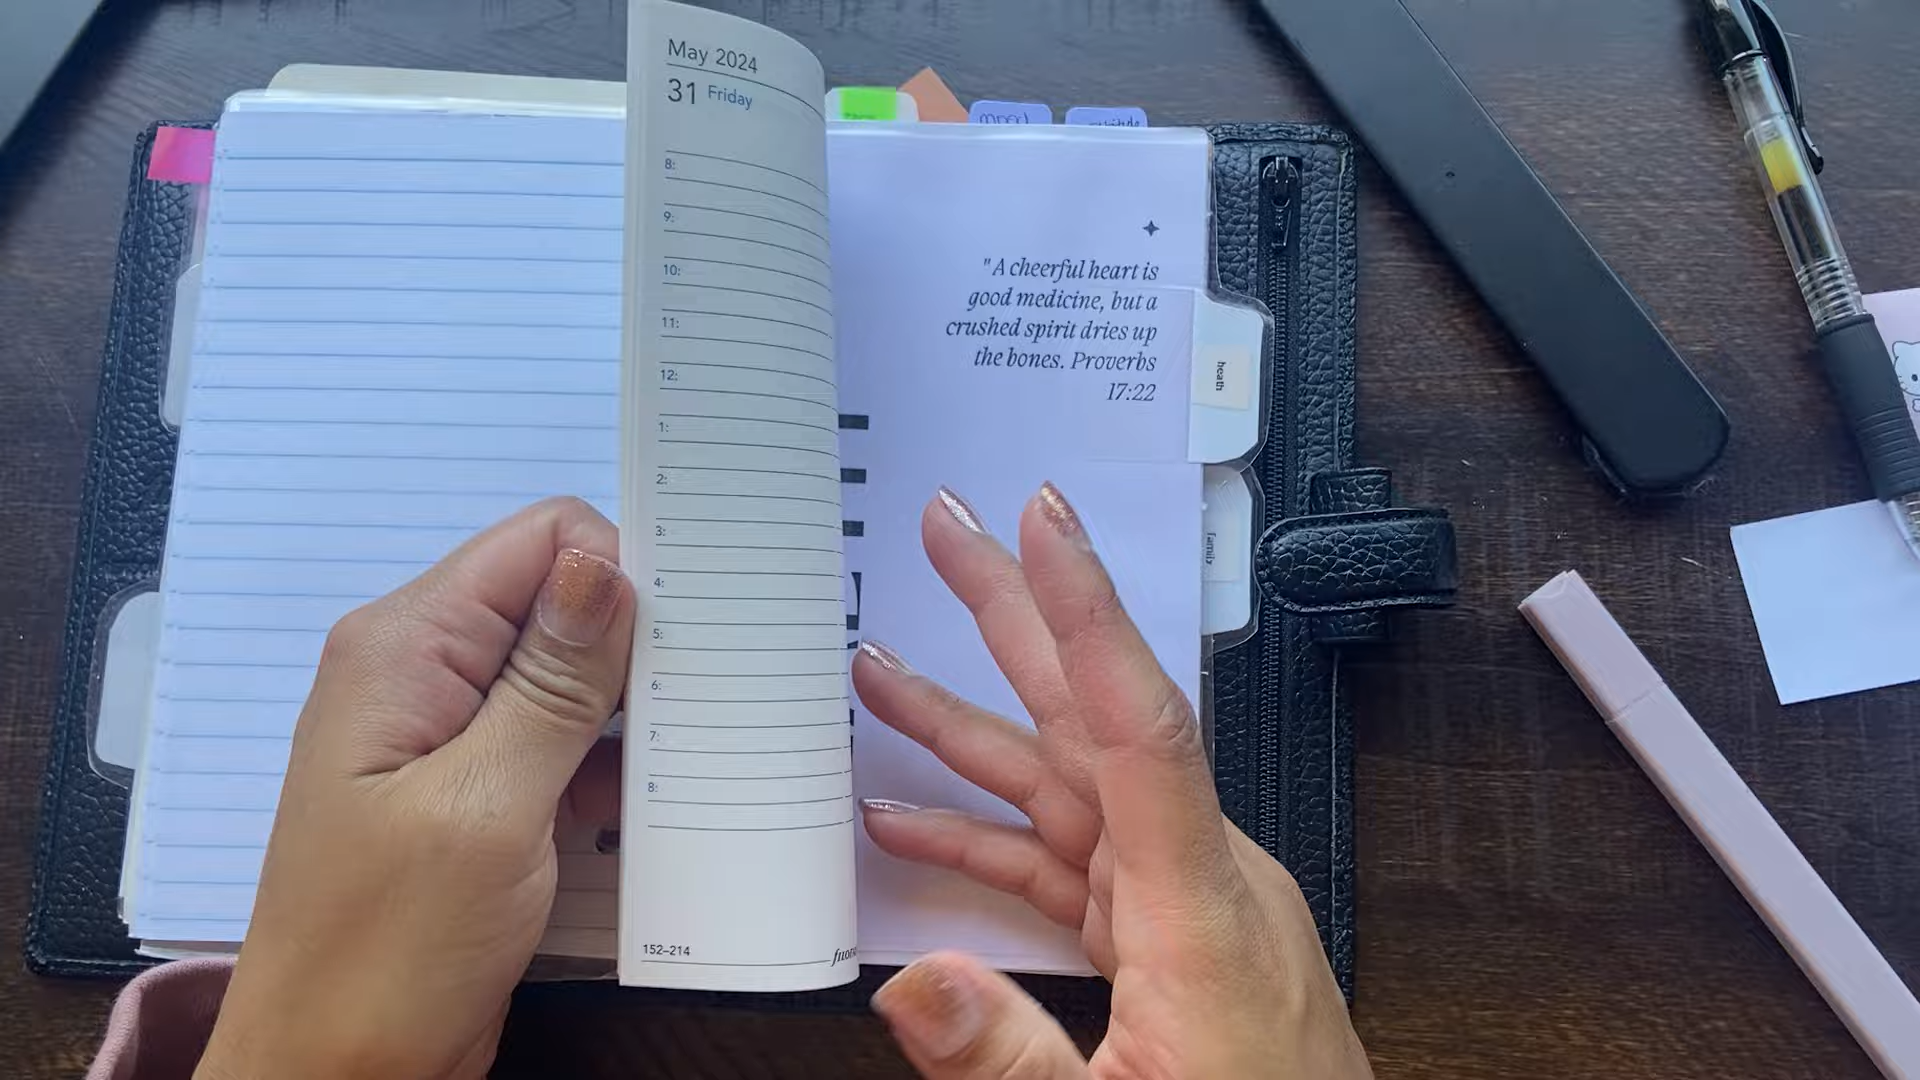 May 2024
31 Friday
8:
9:
10:
11:
12:
1:
2:
3:
4:
5:
6:
7:
8:
152–214
mood
"A cheerful heart is
good medicine, but a
crushed spirit dries up
the bones. Proverbs
17:22
heath
family